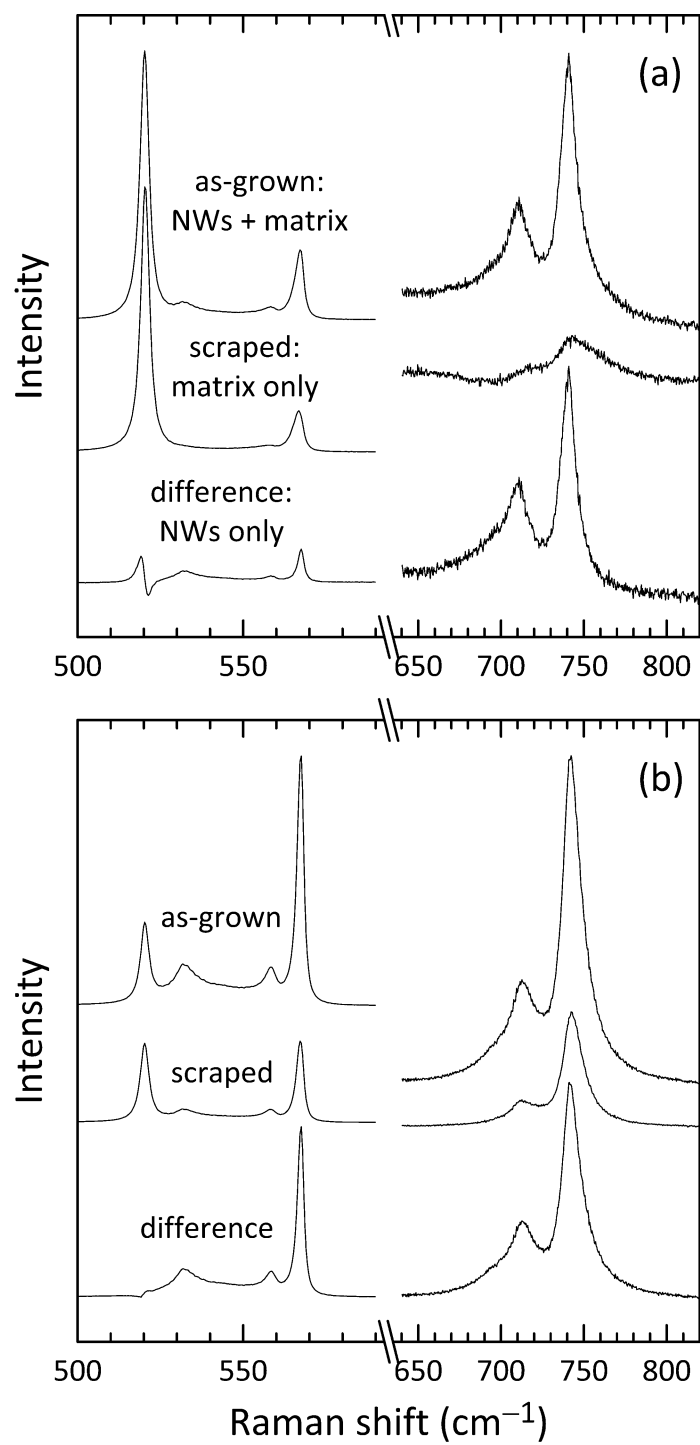 (a)
as-grown:
NWs + matrix
scraped:
matrix only
difference:
NWs only
Intensity
500 550 650 700 750 800
(b)
as-grown
scraped
difference
Intensity
500 550 650 700 750 800
Raman shift (cm⁻¹)